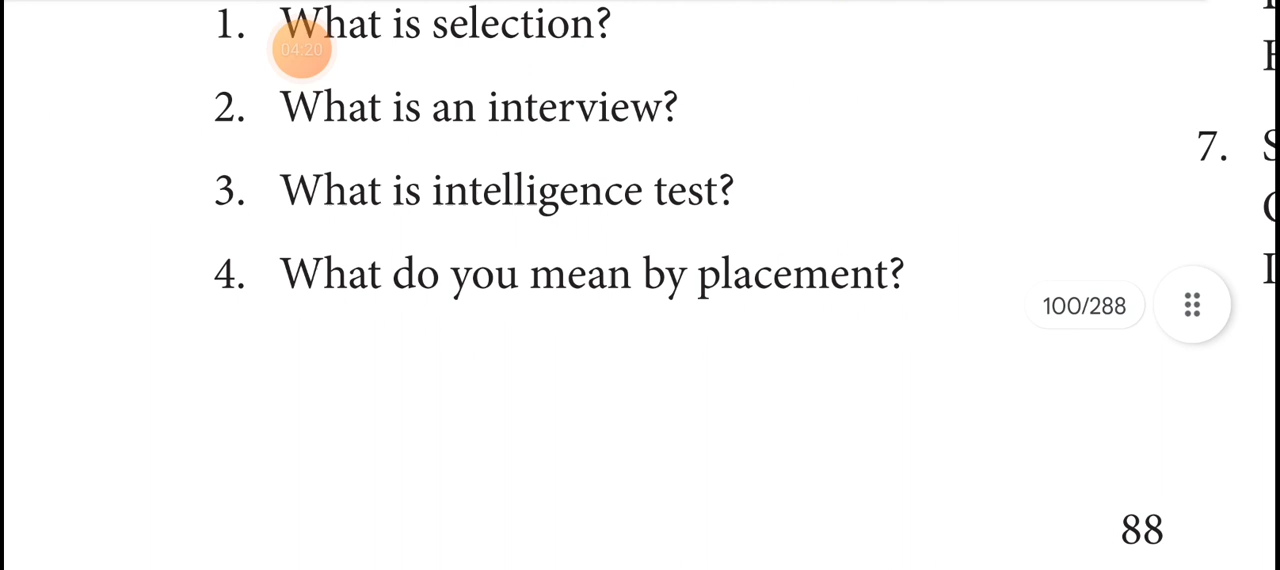 1. What is selection?
04:20
2. What is an interview?
3. What is intelligence test?
4. What do you mean by placement?
7.
100/288
88